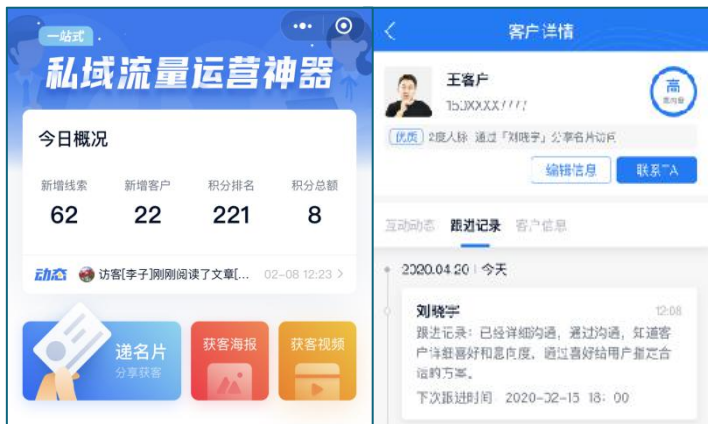 一站式
私域流量运营神器
今日概况
新增线索 新增客户 积分排名 积分总额
62 22 221 8
动态 访客[李子]刚刚阅读了文章[... 02-08 12:23 >
递名片
分享获客
获客海报
获客视频
客户详情
王客户
高
优质 2度人脉 通过「刘晓宇」分享名片访问
编辑信息
联系TA
互动动态 跟进记录 客户信息
2020.04.20 | 今天
刘晓宇 12:08
跟进记录：已经详细沟通，通过沟通，知道客
户详细喜好和意向度，通过喜好给用户指定合
适的方案。
下次跟进时间 2020-02-15 18：00